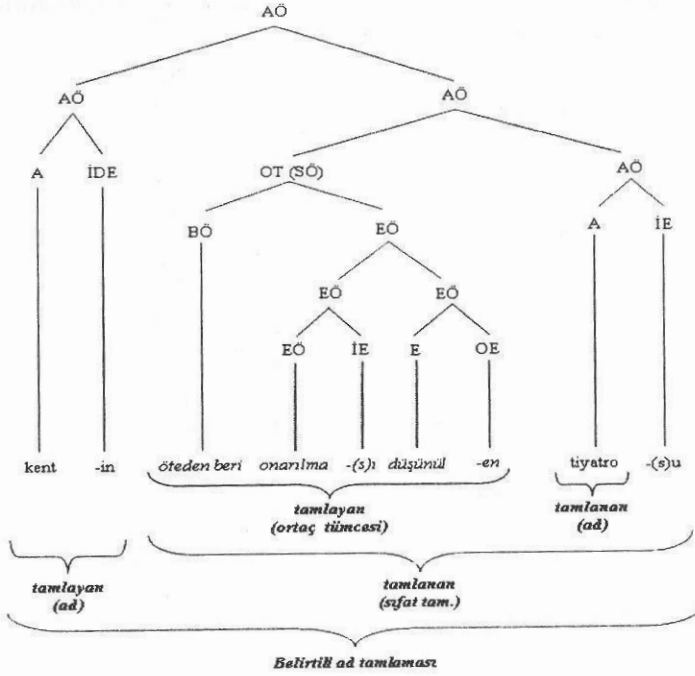 AÖ
AÖ AÖ
A İDE OT (SÖ) AÖ
BÖ EÖ A İE
EÖ EÖ
EÖ İE E OE
kent -in öteden beri onarılma -(s)ı düşünül -en tiyatro -(s)u
tamlayan tamlanan
(ortaç tümcesi) (ad)
tamlayan tamlanan
(ad) (sıfat tam.)
Belirtili ad tamlaması